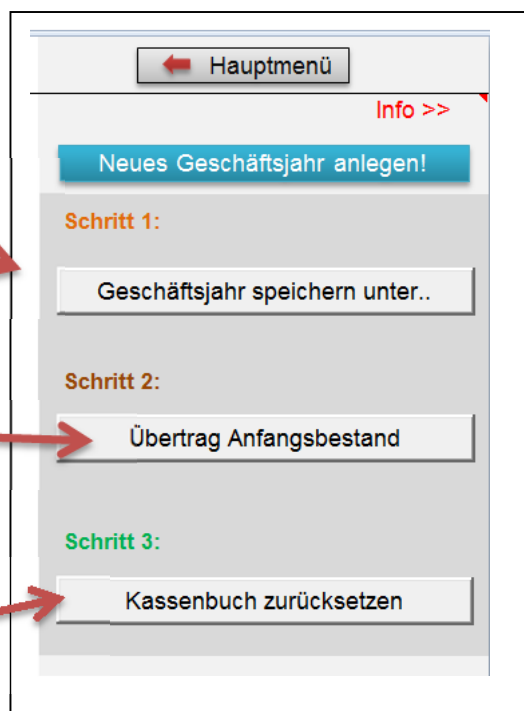 Hauptmenü
Info >>
Neues Geschäftsjahr anlegen!
Schritt 1:
Geschäftsjahr speichern unter..
Schritt 2:
Übertrag Anfangsbestand
Schritt 3:
Kassenbuch zurücksetzen